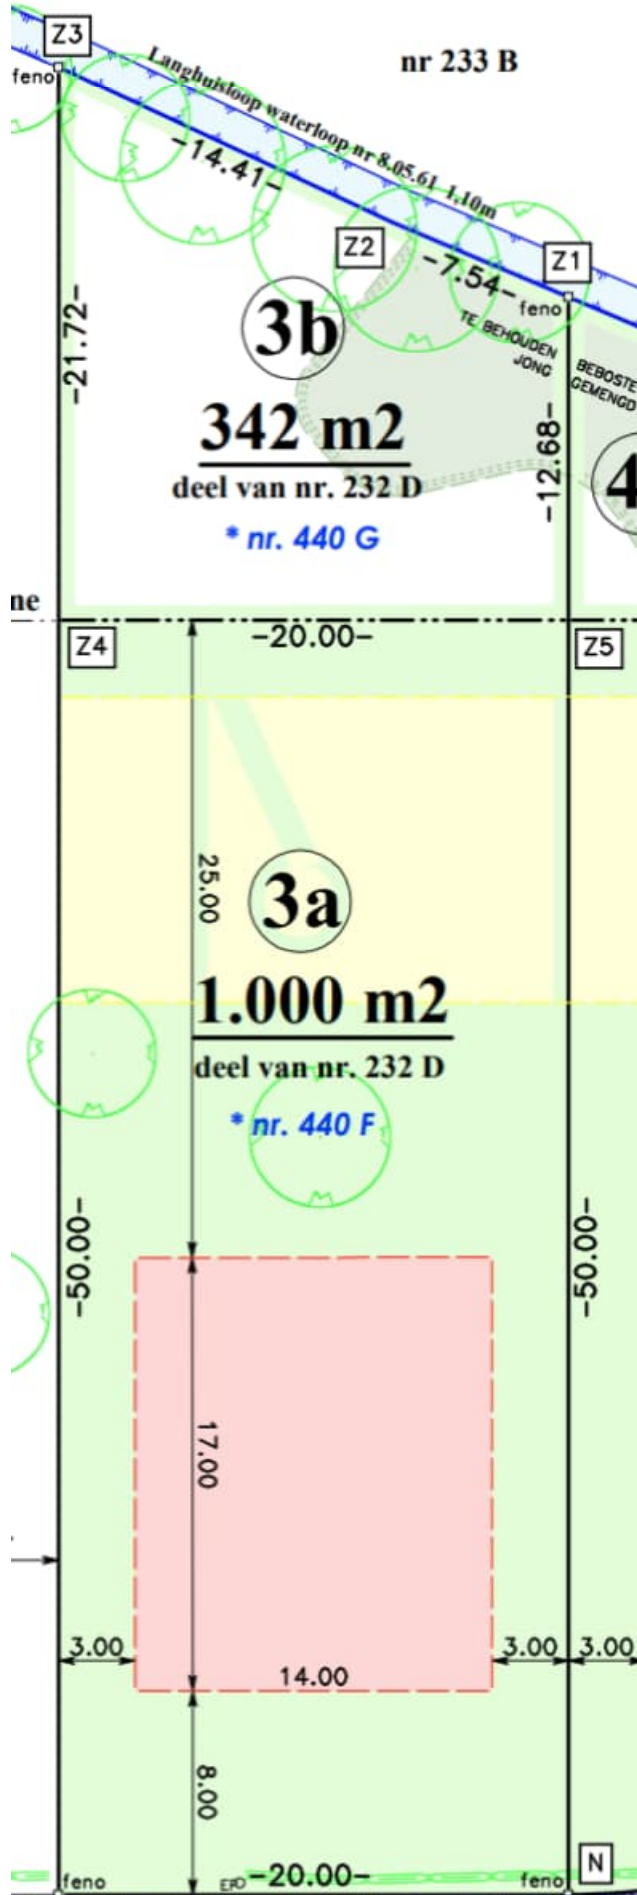 Z3
nr 233 B
feno
Langhuisloop waterloop nr 8.05.61 1,10m
-14.41-
Z2
Z1
-7.54-
feno
3b
TE BEHOUDEN
JONG
BEBOSTE
GEMENGD
-21.72-
342 m2
deel van nr. 232 D
-12.68-
4
* nr. 440 G
ne
-20.00-
Z4
Z5
25.00
3a
1.000 m2
deel van nr. 232 D
* nr. 440 F
-50.00-
-50.00-
17.00
3.00
14.00
3.00
3.00
8.00
N
feno
-20.00-
feno